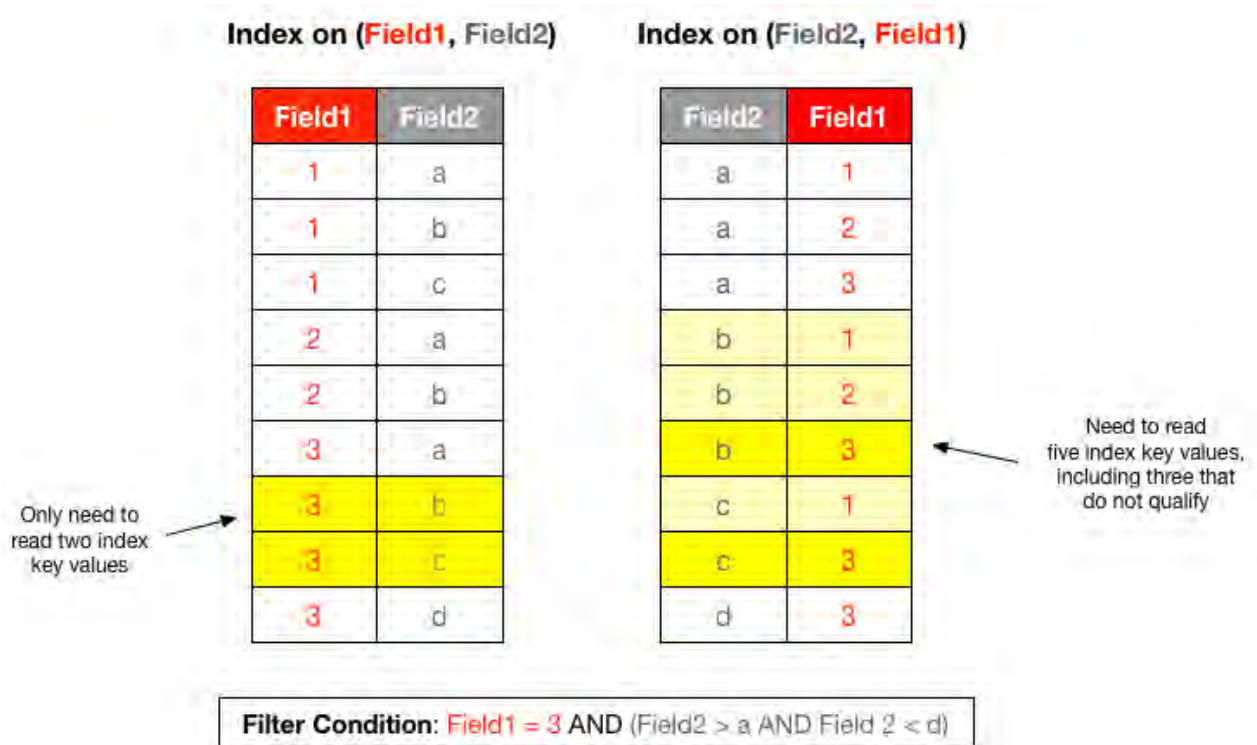 Index on (Field1, Field2)
Index on (Field2, Field1)
Field1 Field2
1 a
1 b
1 c
2 a
2 b
3 a
3 b
3 c
3 d
Field2 Field1
a 1
a 2
a 3
b 1
b 2
b 3
c 1
c 3
d 3
Only need to
read two index
key values
Need to read
five index key values,
including three that
do not qualify
Filter Condition: Field1 = 3 AND (Field2 > a AND Field 2 < d)